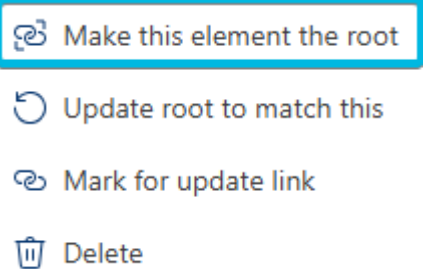 Make this element the root
Update root to match this
Mark for update link
Delete